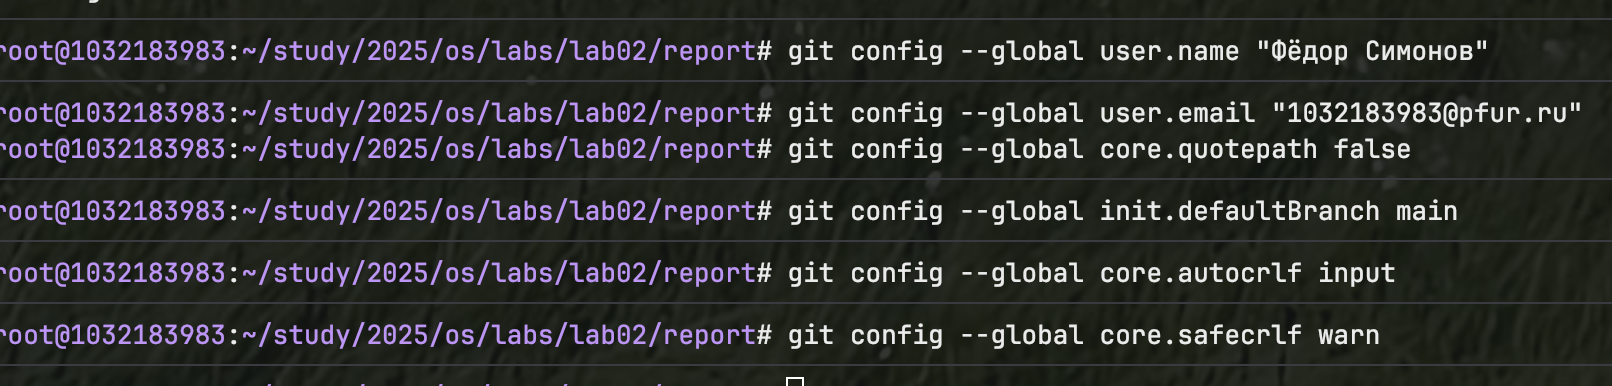 root@1032183983:~/study/2025/os/labs/lab02/report# git config --global user.name "Фёдор Симонов"
root@1032183983:~/study/2025/os/labs/lab02/report# git config --global user.email "1032183983@pfur.ru"
root@1032183983:~/study/2025/os/labs/lab02/report# git config --global core.quotepath false
root@1032183983:~/study/2025/os/labs/lab02/report# git config --global init.defaultBranch main
root@1032183983:~/study/2025/os/labs/lab02/report# git config --global core.autocrlf input
root@1032183983:~/study/2025/os/labs/lab02/report# git config --global core.safecrlf warn